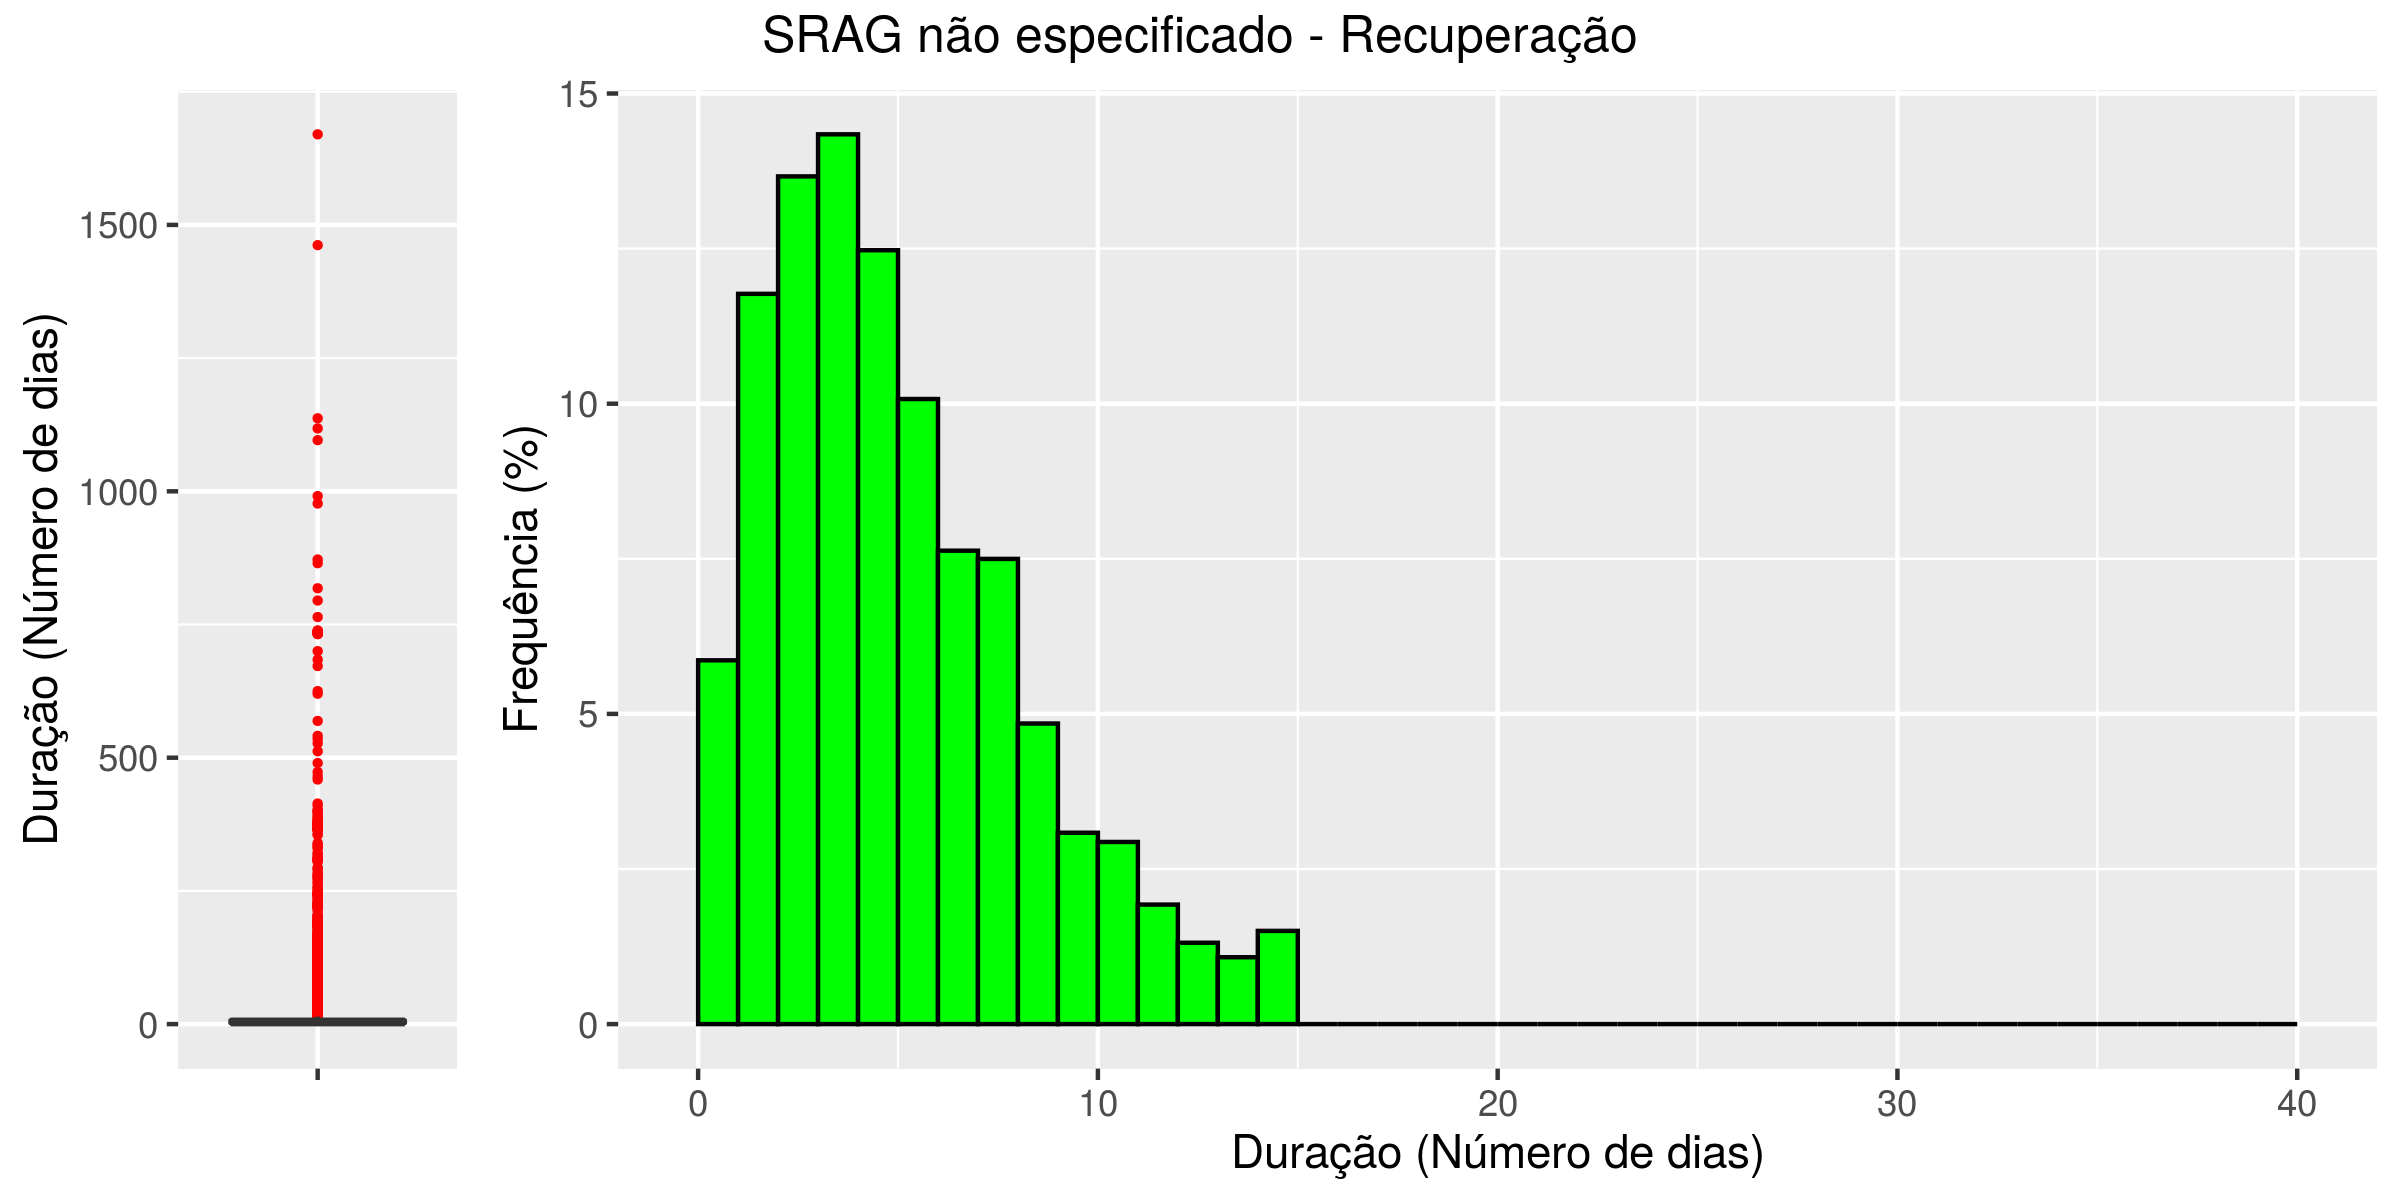 SRAG não especificado - Recuperação
Duração (Número de dias)
1500
1000
500
0
Frequência (%)
15
10
5
0
0 10 20 30 40
Duração (Número de dias)